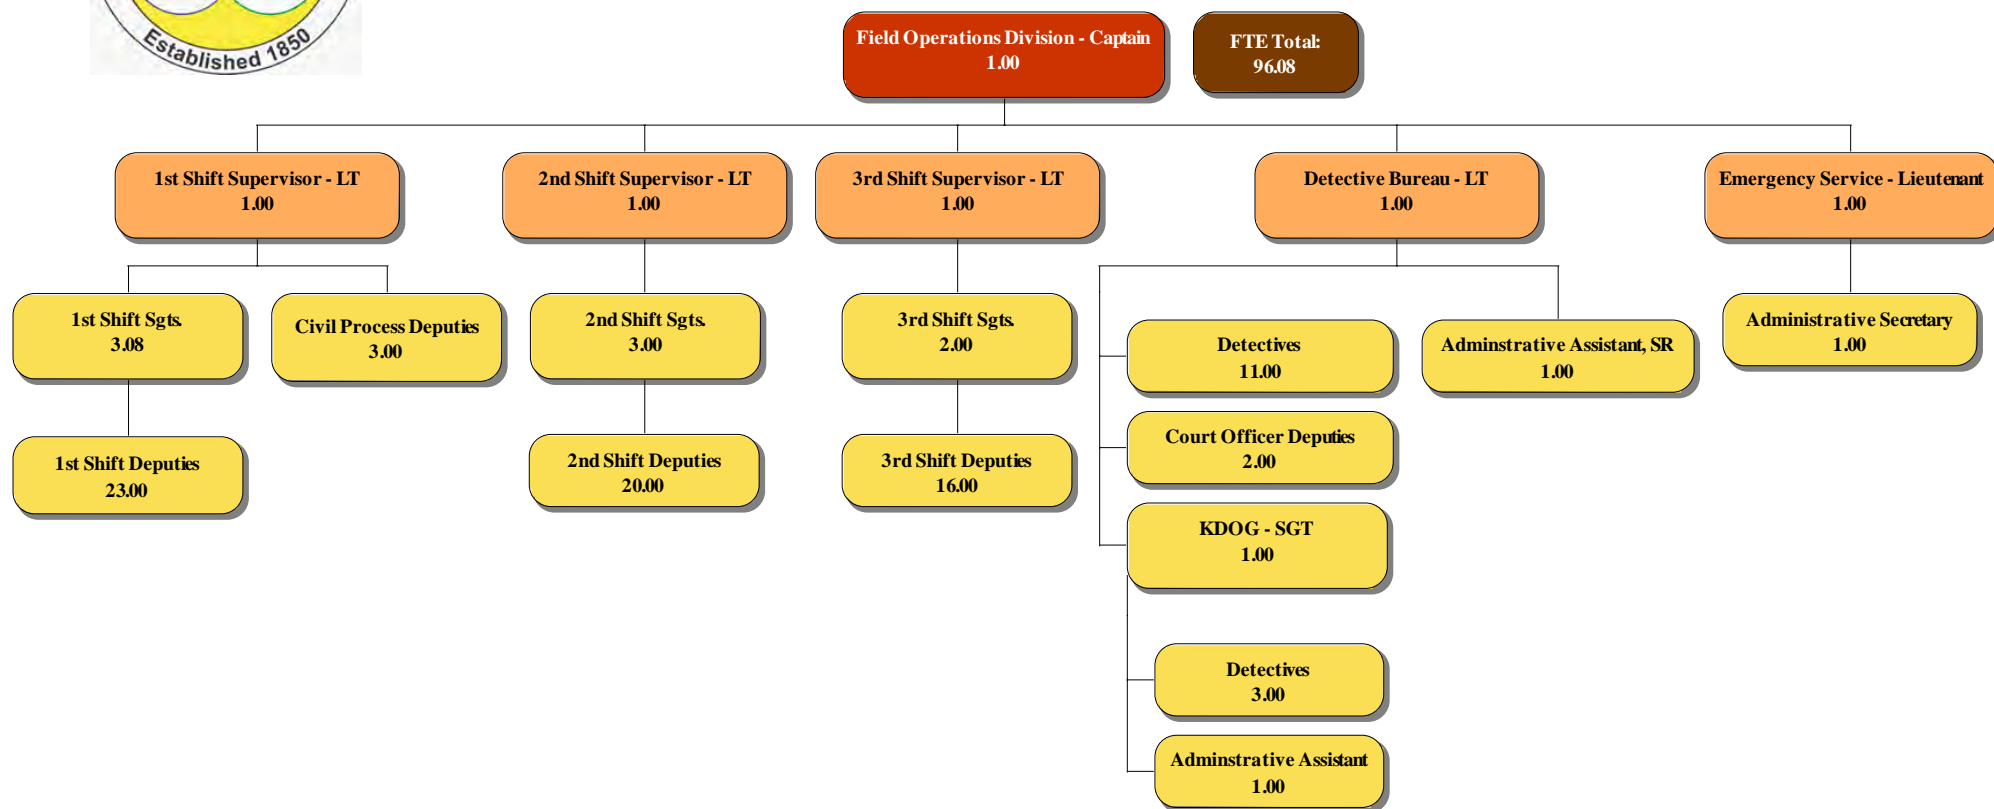 Established 1850
Field Operations Division - Captain
1.00
FTE Total:
96.08
1st Shift Supervisor - LT
1.00
2nd Shift Supervisor - LT
1.00
3rd Shift Supervisor - LT
1.00
Detective Bureau - LT
1.00
Emergency Service - Lieutenant
1.00
1st Shift Sgts.
3.08
Civil Process Deputies
3.00
2nd Shift Sgts.
3.00
3rd Shift Sgts.
2.00
Detectives
11.00
Adminstrative Assistant, SR
1.00
Administrative Secretary
1.00
Court Officer Deputies
2.00
1st Shift Deputies
23.00
2nd Shift Deputies
20.00
3rd Shift Deputies
16.00
KDOG - SGT
1.00
Detectives
3.00
Adminstrative Assistant
1.00